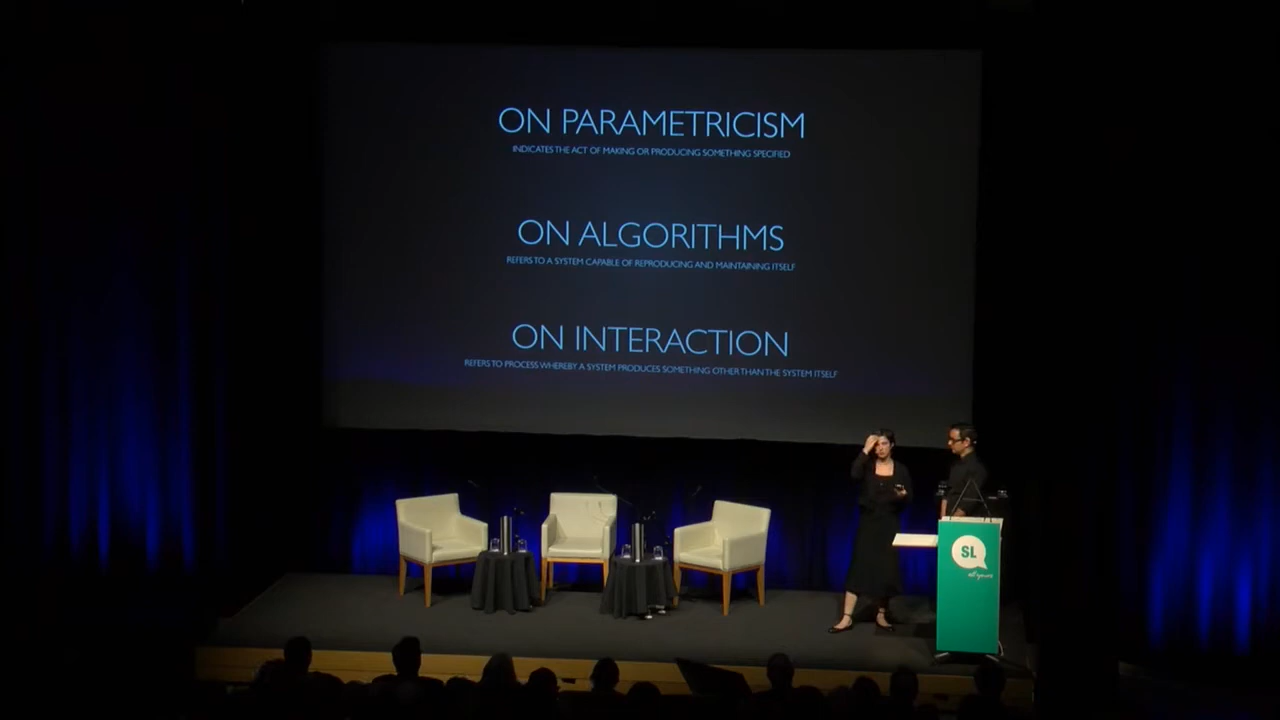 ON PARAMETRICISM
INDICATES THE ACT OF MAKING OR PRODUCING SOMETHING SPECIFIED
ON ALGORITHMS
REFERS TO A SYSTEM CAPABLE OF REPRODUCING AND MAINTAINING ITSELF
ON INTERACTION
REFERS TO PROCESS WHEREBY A SYSTEM PRODUCES SOMETHING OTHER THAN THE SYSTEM ITSELF
SL